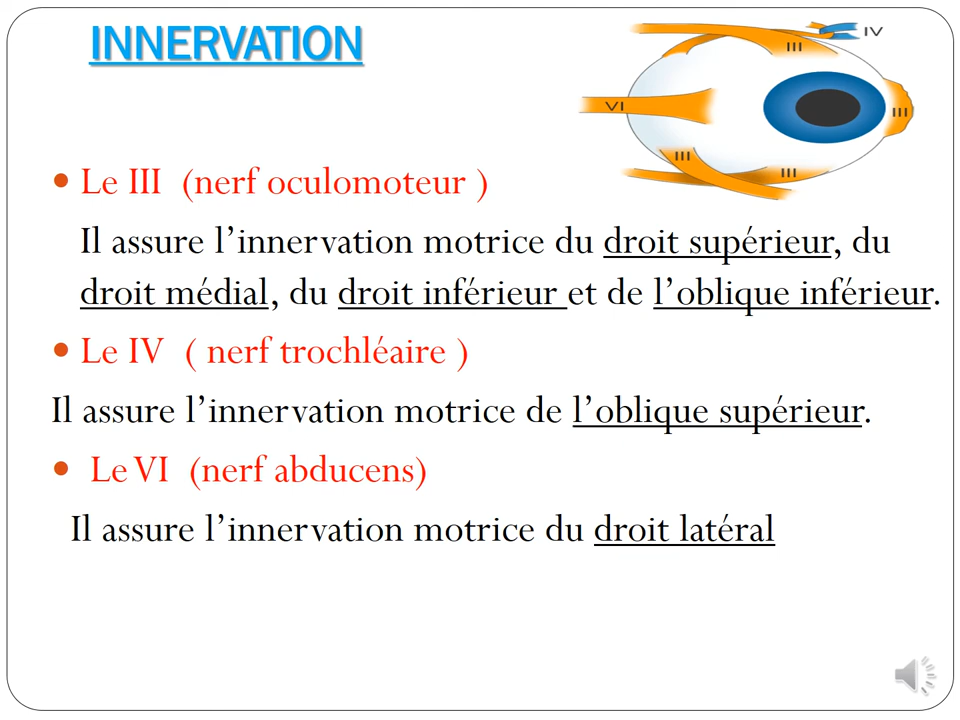 INNERVATION
IV
III
VI
III
III
III
• Le III (nerf oculomoteur )
Il assure l’innervation motrice du droit supérieur, du
droit médial, du droit inférieur et de l’oblique inférieur.
• Le IV ( nerf trochléaire )
Il assure l’innervation motrice de l’oblique supérieur.
• Le VI (nerf abducens)
Il assure l’innervation motrice du droit latéral